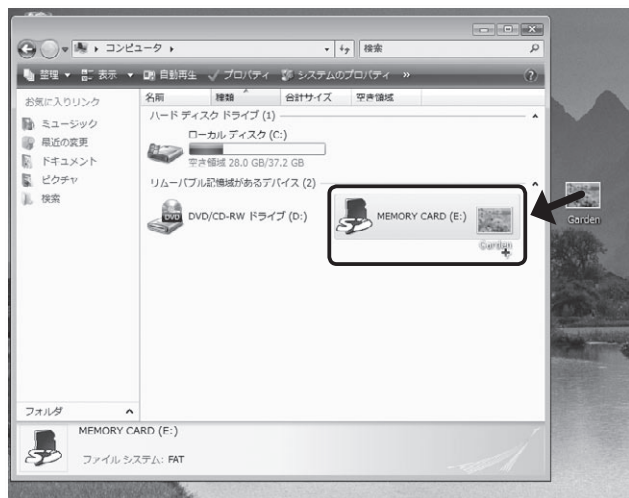 コンピュータ
検索
整理 表示 自動再生 プロパティ システムのプロパティ »
お気に入りリンク
ミュージック
最近の変更
ドキュメント
ピクチャ
検索
名前 種類 合計サイズ 空き領域
ハード ディスク ドライブ (1)
ローカル ディスク (C:)
空き領域 28.0 GB/37.2 GB
リムーバブル記憶域があるデバイス (2)
DVD
DVD/CD-RW ドライブ (D:)
MEMORY CARD (E:)
Garden
Garden
フォルダ
MEMORY CARD (E:)
ファイル システム: FAT